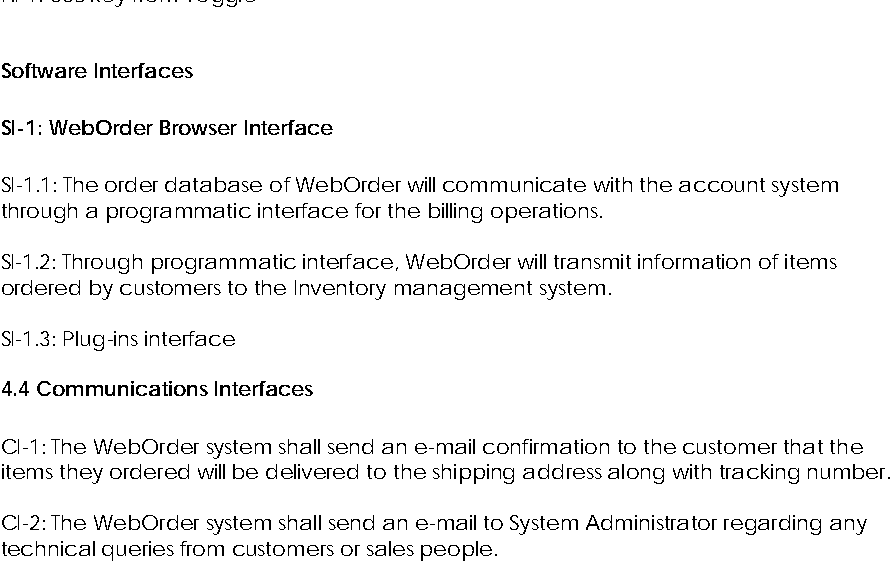 Software Interfaces
SI-1: WebOrder Browser Interface
SI-1.1: The order database of WebOrder will communicate with the account system
through a programmatic interface for the billing operations.
SI-1.2: Through programmatic interface, WebOrder will transmit information of items
ordered by customers to the Inventory management system.
SI-1.3: Plug-ins interface
4.4 Communications Interfaces
CI-1: The WebOrder system shall send an e-mail confirmation to the customer that the
items they ordered will be delivered to the shipping address along with tracking number.
CI-2: The WebOrder system shall send an e-mail to System Administrator regarding any
technical queries from customers or sales people.